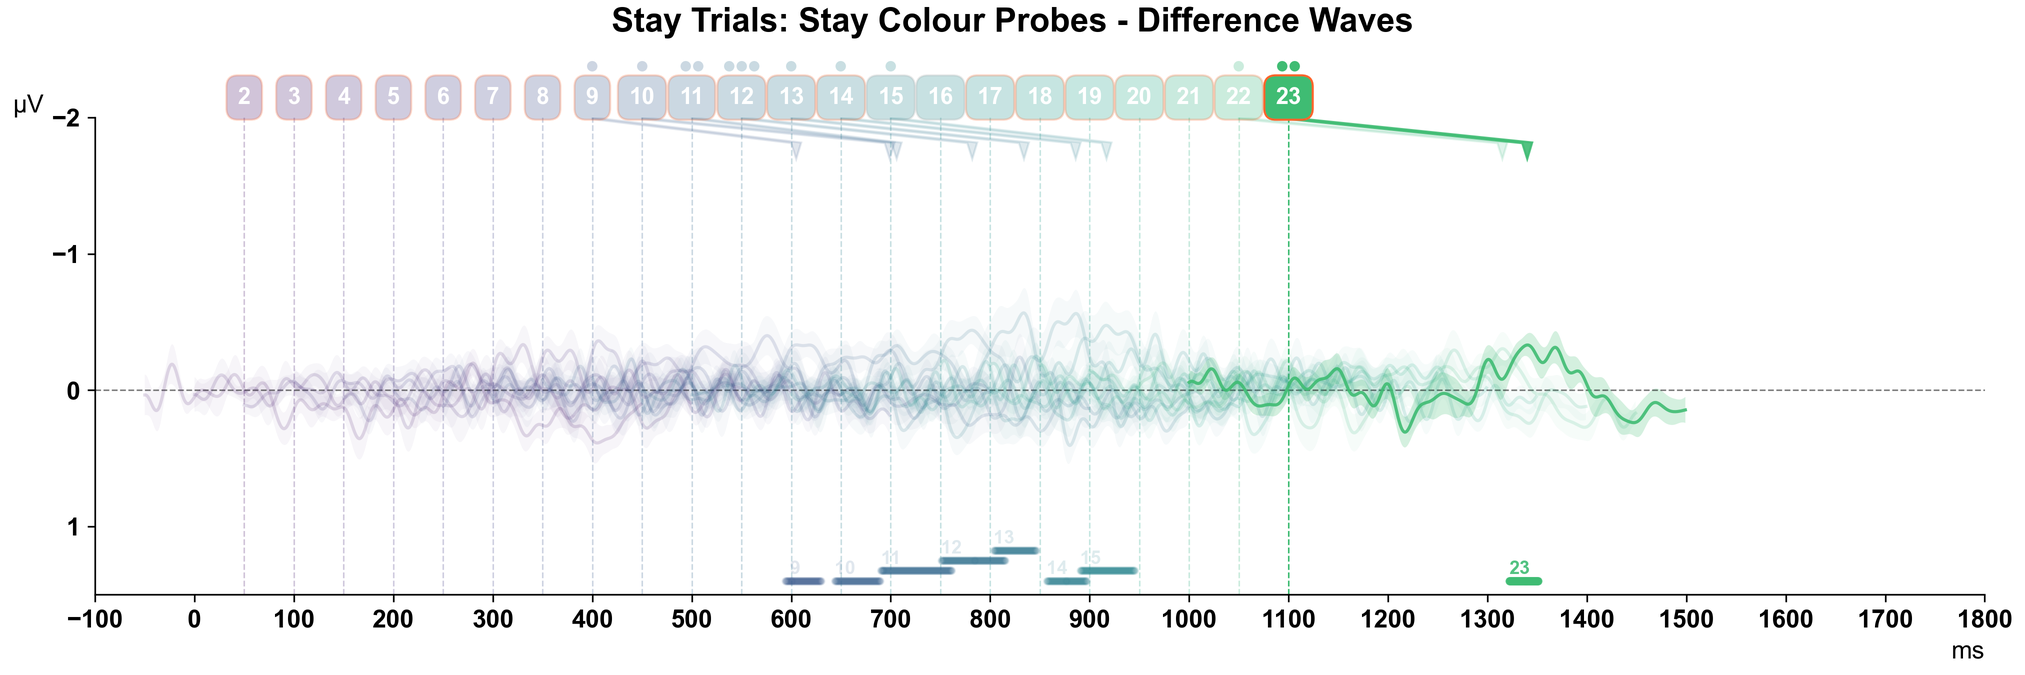 Stay Trials: Stay Colour Probes - Difference Waves
2 3 4 5 6 7 8 9 10 11 12 13 14 15 16 17 18 19 20 21 22 23
µV
−2
−1
0
1
13
12
11
9 10 14 15 23
−100 0 100 200 300 400 500 600 700 800 900 1000 1100 1200 1300 1400 1500 1600 1700 1800
ms